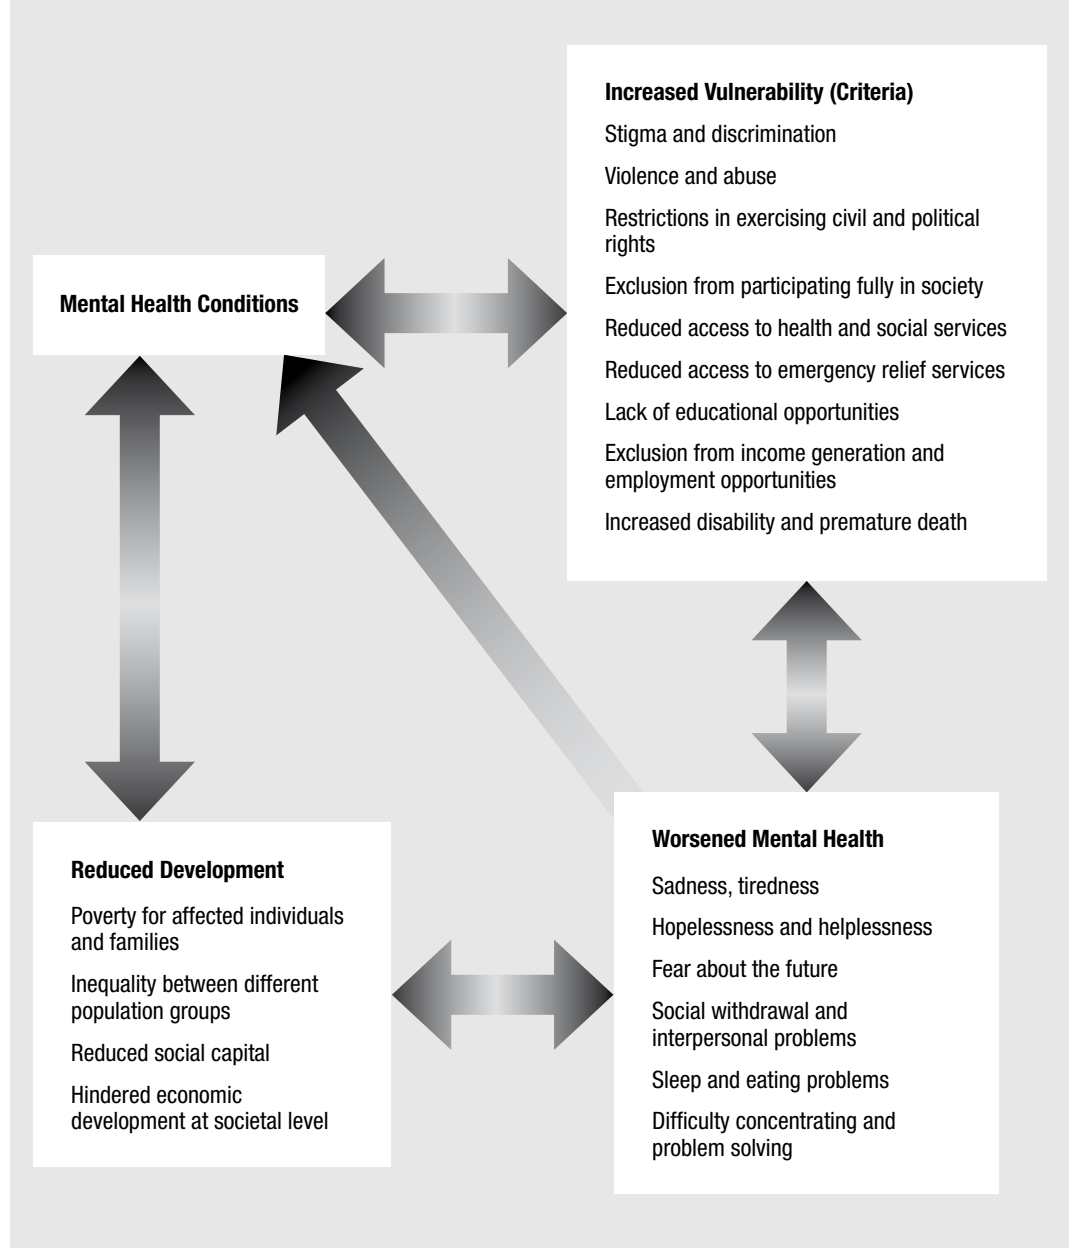 Increased Vulnerability (Criteria)
Stigma and discrimination
Violence and abuse
Restrictions in exercising civil and political
rights
Exclusion from participating fully in society
Reduced access to health and social services
Reduced access to emergency relief services
Lack of educational opportunities
Exclusion from income generation and
employment opportunities
Increased disability and premature death
Mental Health Conditions
Reduced Development
Poverty for affected individuals
and families
Inequality between different
population groups
Reduced social capital
Hindered economic
development at societal level
Worsened Mental Health
Sadness, tiredness
Hopelessness and helplessness
Fear about the future
Social withdrawal and
interpersonal problems
Sleep and eating problems
Difficulty concentrating and
problem solving